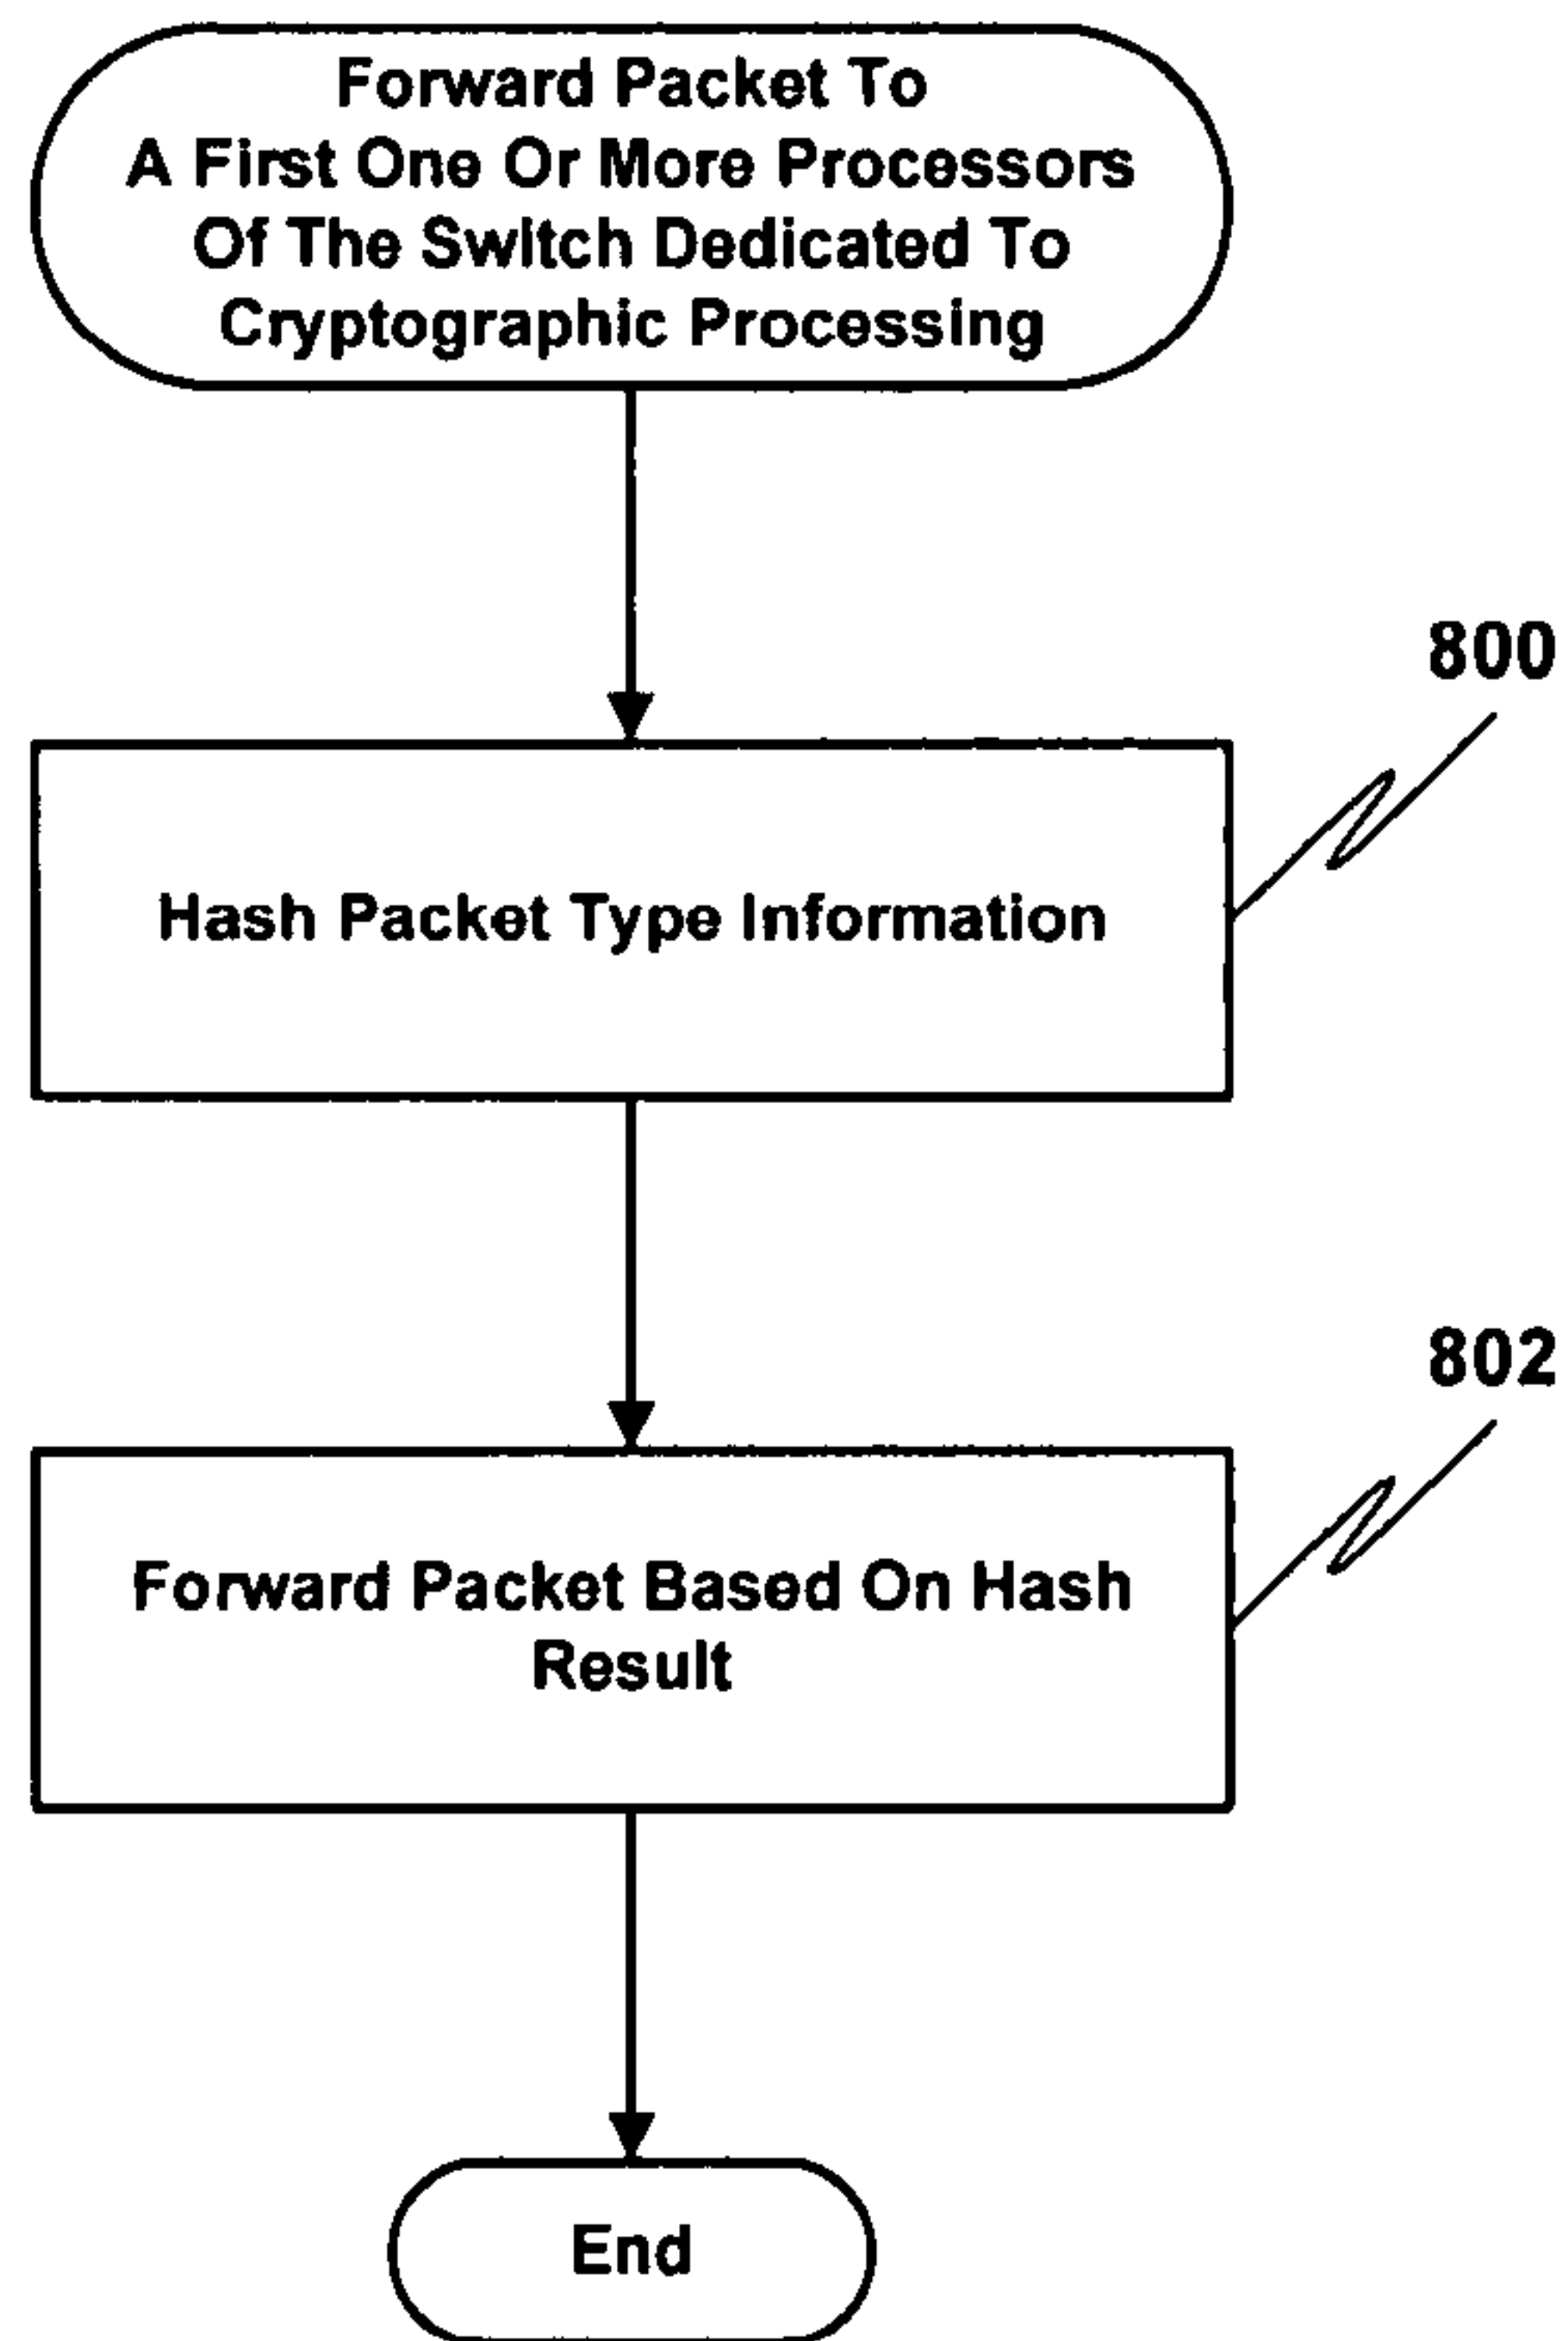 Forward Packet To
A First One Or More Processors
Of The Switch Dedicated To
Cryptographic Processing
800
Hash Packet Type Information
802
Forward Packet Based On Hash
Result
End